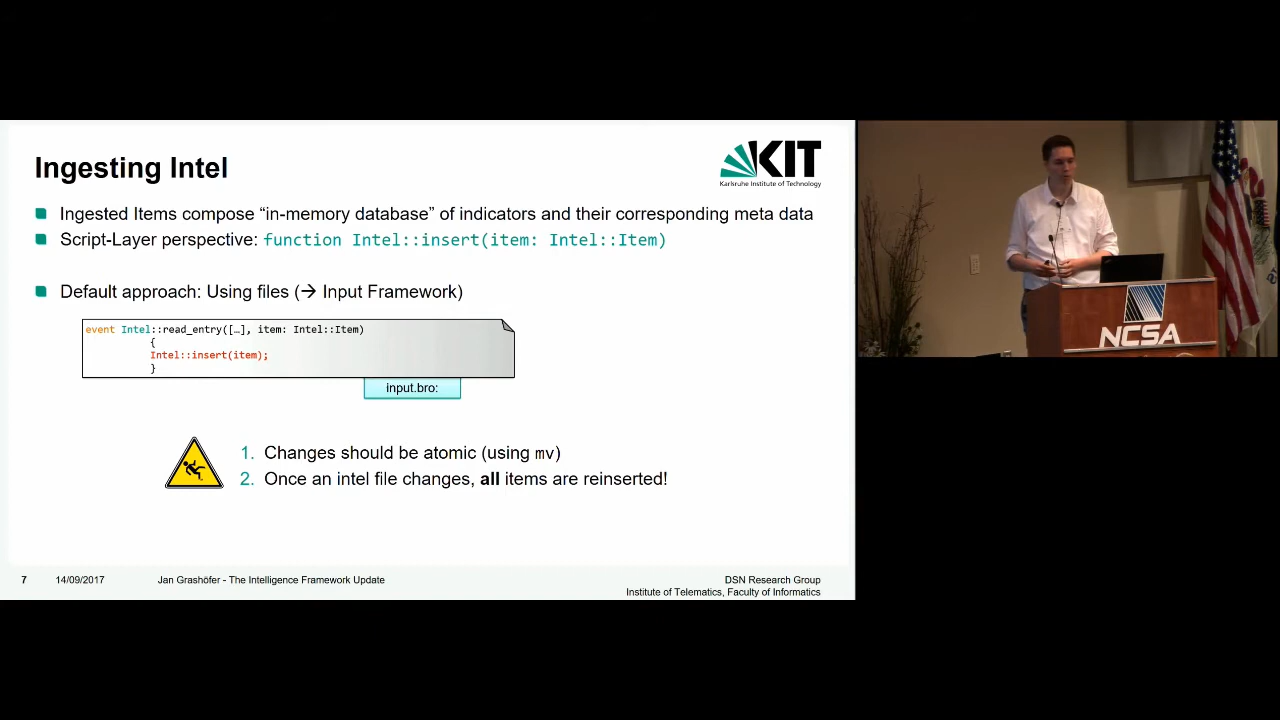 Ingesting Intel
KIT
Karlsruhe Institute of Technology
Ingested Items compose “in-memory database” of indicators and their corresponding meta data
Script-Layer perspective: function Intel::insert(item: Intel::Item)
Default approach: Using files (→ Input Framework)
event Intel::read_entry([…], item: Intel::Item)
{
Intel::insert(item);
}
input.bro:
1. Changes should be atomic (using mv)
2. Once an intel file changes, all items are reinserted!
7 14/09/2017 Jan Grashöfer - The Intelligence Framework Update
DSN Research Group
Institute of Telematics, Faculty of Informatics
NCSA